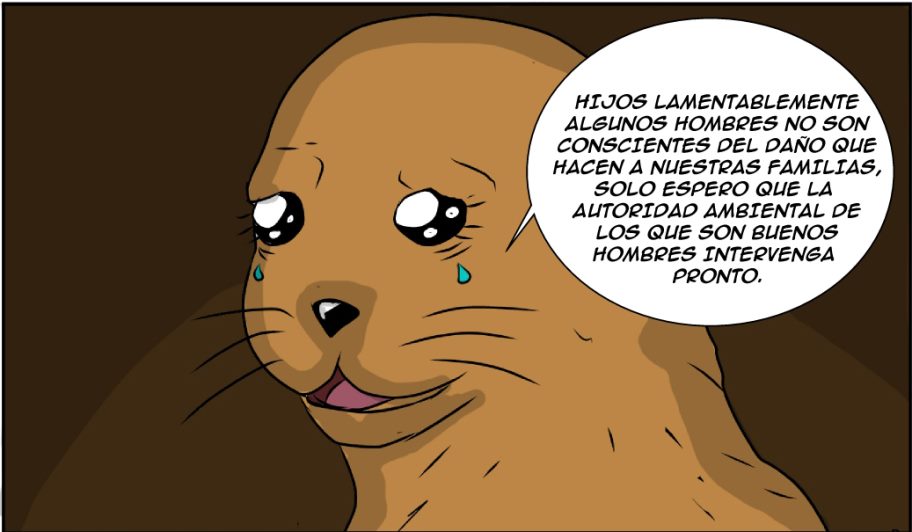 HIJOS LAMENTABLEMENTE
ALGUNOS HOMBRES NO SON
CONSCIENTES DEL DAÑO QUE
HACEN A NUESTRAS FAMILIAS,
SOLO ESPERO QUE LA
AUTORIDAD AMBIENTAL DE
LOS QUE SON BUENOS
HOMBRES INTERVENGA
PRONTO.